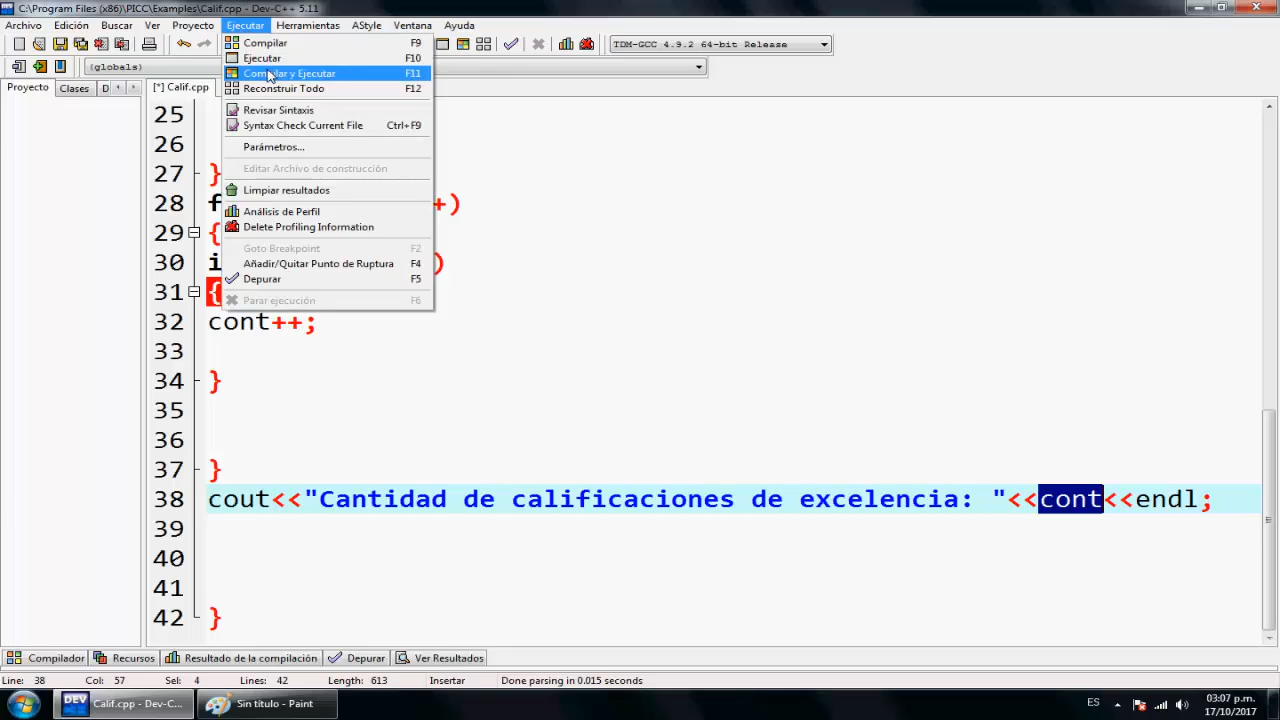 C:\Program Files (x86)\PICC\Examples\Calif.cpp - Dev-C++ 5.11
Archivo Edición Buscar Ver Proyecto Ejecutar Herramientas AStyle Ventana Ayuda
TDM-GCC 4.9.2 64-bit Release
(globals)
Proyecto Clases D
[*] Calif.cpp
Compilar F9
Ejecutar F10
Compilar y Ejecutar F11
Reconstruir Todo F12
Revisar Sintaxis
Syntax Check Current File Ctrl+F9
Parámetros...
Editar Archivo de construcción
Limpiar resultados
Análisis de Perfil
Delete Profiling Information
Goto Breakpoint F2
Añadir/Quitar Punto de Ruptura F4
Depurar F5
Parar ejecución F6
25
26
27 }
28 f +)
29 {
30 i )
31 {
32 cont++;
33
34 }
35
36
37 }
38 cout<<"Cantidad de calificaciones de excelencia: "<<cont<<endl;
39
40
41
42 }
Compilador Recursos Resultado de la compilación Depurar Ver Resultados
Line: 38 Col: 57 Sel: 4 Lines: 42 Length: 613 Insertar Done parsing in 0.015 seconds
DEV Calif.cpp - Dev-C... Sin título - Paint ES 03:07 p.m.
17/10/2017